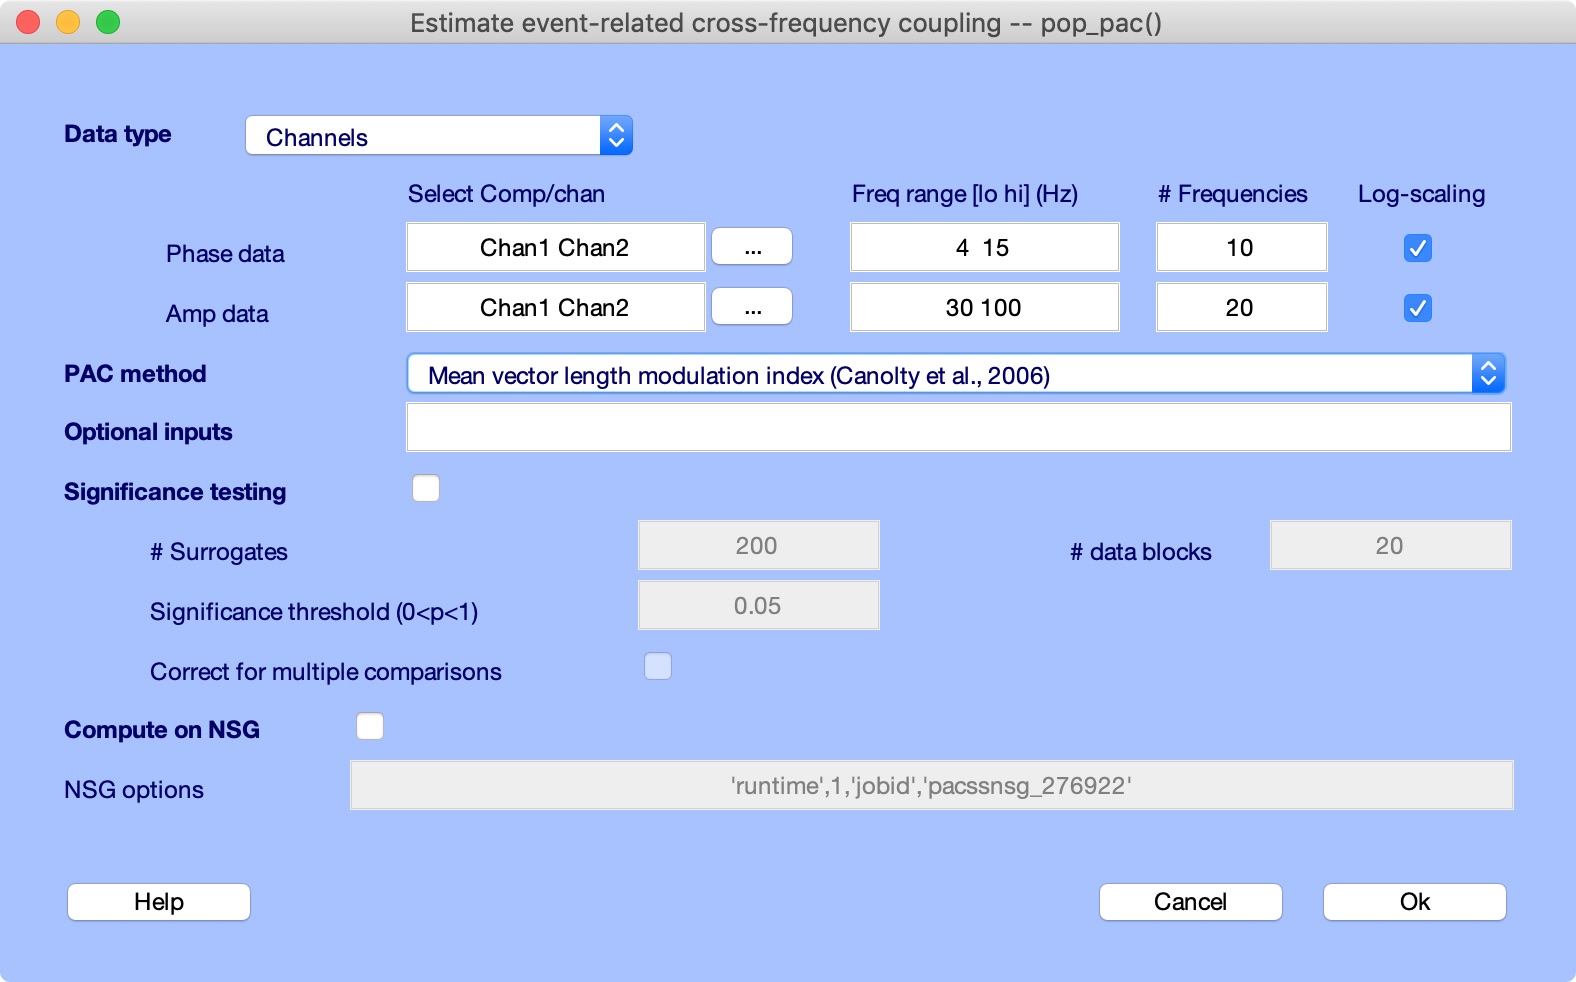 Estimate event-related cross-frequency coupling -- pop_pac()
Data type Channels
Select Comp/chan Freq range [lo hi] (Hz) # Frequencies Log-scaling
Phase data Chan1 Chan2 ... 4  15 10
Amp data Chan1 Chan2 ... 30 100 20
PAC method Mean vector length modulation index (Canolty et al., 2006)
Optional inputs
Significance testing
# Surrogates 200 # data blocks 20
Significance threshold (0<p<1) 0.05
Correct for multiple comparisons
Compute on NSG
NSG options 'runtime',1,'jobid','pacssnsg_276922'
Help Cancel Ok